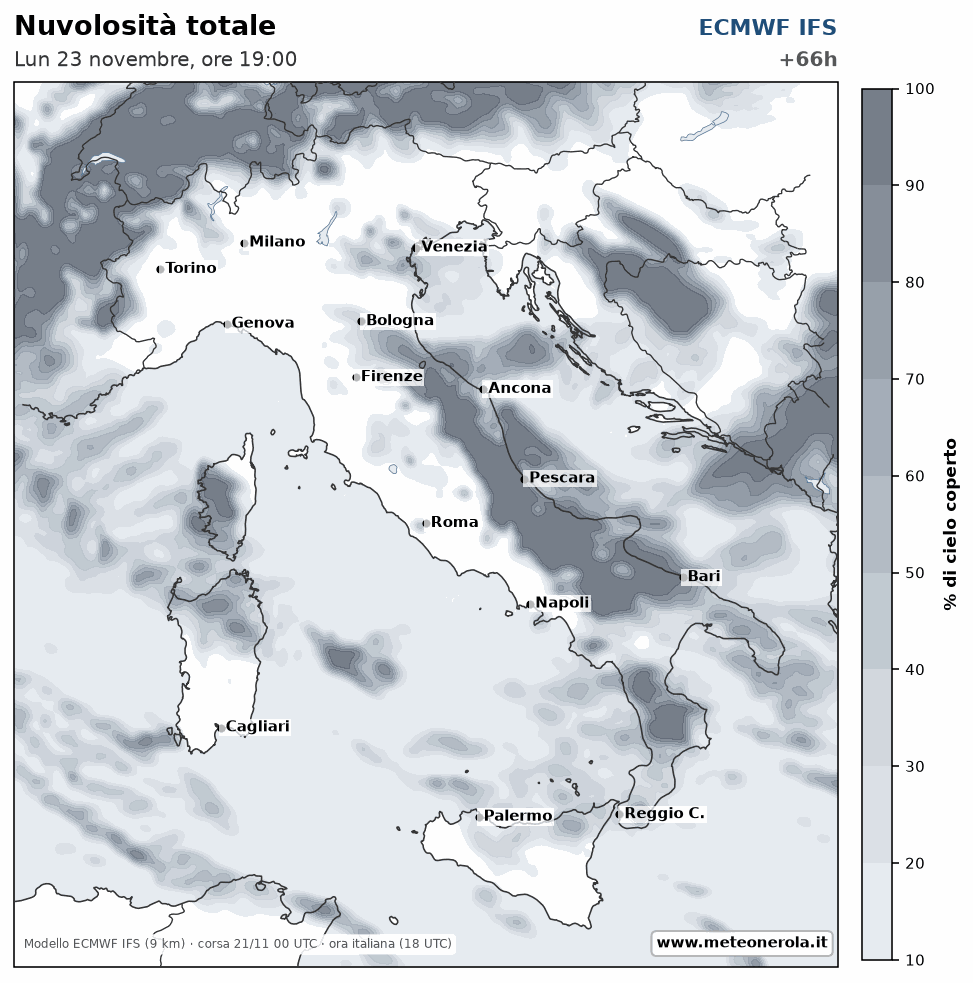 Nuvolosità totale
ECMWF IFS
Lun 23 novembre, ore 19:00
+66h
Milano
Venezia
Torino
Genova
Bologna
Firenze
Ancona
Pescara
Roma
Bari
Napoli
Cagliari
Palermo
Reggio C.
100
90
80
70
60
50
40
30
20
10
% di cielo coperto
Modello ECMWF IFS (9 km) · corsa 21/11 00 UTC · ora italiana (18 UTC)
www.meteonerola.it